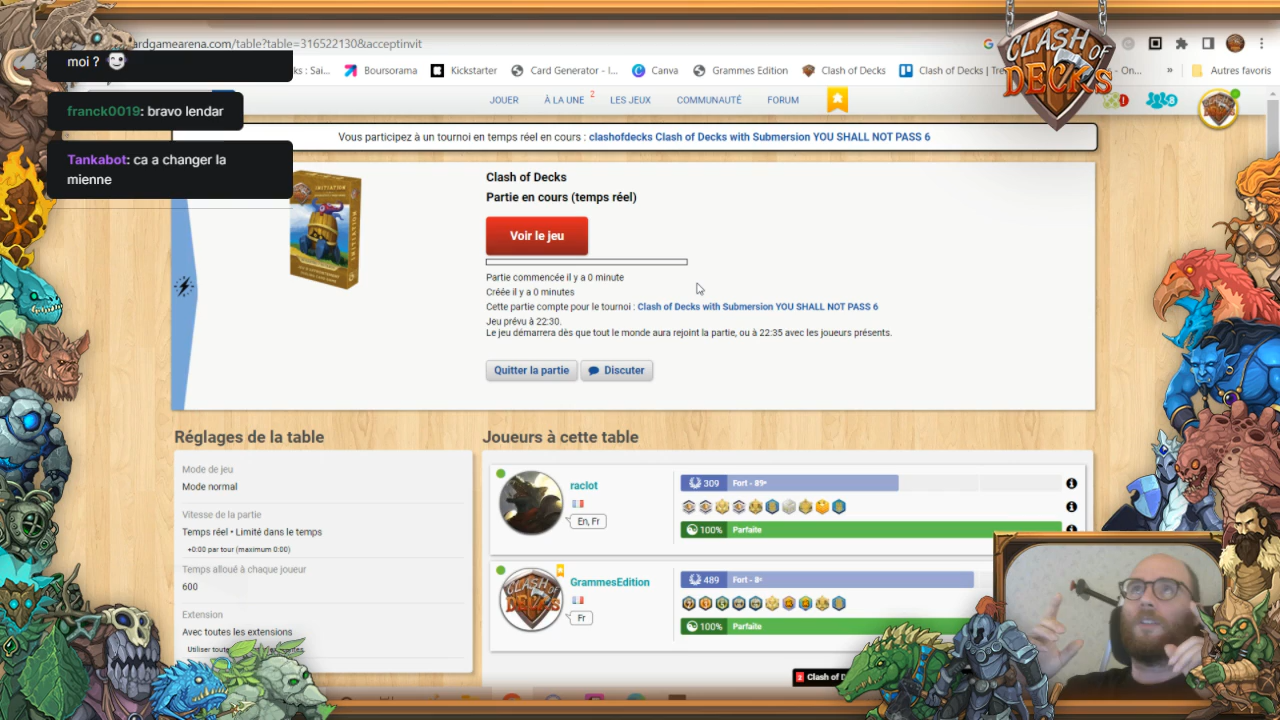 rdgamearena.com/table?table=316522130&acceptinvit
moi ?
: Sai...
Boursorama
Kickstarter
Card Generator - I...
Canva
Grammes Edition
Clash of Decks
Clash of Decks | Tre
- On...
»
Autres favoris
CLASH OF DECKS
franck0019: bravo lendar
JOUER
À LA UNE 2
LES JEUX
COMMUNAUTÉ
FORUM
8
Vous participez à un tournoi en temps réel en cours : clashofdecks Clash of Decks with Submersion YOU SHALL NOT PASS 6
Tankabot: ca a changer la
mienne
INITIATION
Clash of Decks
Partie en cours (temps réel)
Voir le jeu
Partie commencée il y a 0 minute
Créée il y a 0 minutes
Cette partie compte pour le tournoi : Clash of Decks with Submersion YOU SHALL NOT PASS 6
Jeu prévu à 22:30.
Le jeu démarrera dès que tout le monde aura rejoint la partie, ou à 22:35 avec les joueurs présents.
Quitter la partie
Discuter
Réglages de la table
Mode de jeu
Mode normal
Vitesse de la partie
Temps réel • Limité dans le temps
+0:00 par tour (maximum 0:00)
Temps alloué à chaque joueur
600
Extension
Avec toutes les extensions
Joueurs à cette table
raclot
En, Fr
309 Fort - 89e
100% Parfaite
GrammesEdition
Fr
489 Fort - 8e
100% Parfaite
CLASH OF DECKS